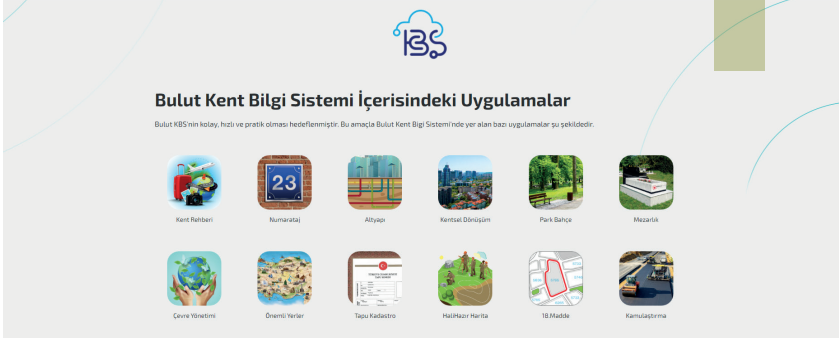 KBS
Bulut Kent Bilgi Sistemi İçerisindeki Uygulamalar
Bulut KBS'nin kolay, hızlı ve pratik olması hedeflenmiştir. Bu amaçla Bulut Kent Bigi Sistemi'nde yer alan bazı uygulamalar şu şekildedir.
23
Kent Rehberi
Numarataj
Altyapı
Kentsel Dönüşüm
Park Bahçe
Mezarlık
Çevre Yönetimi
Önemli Yerler
Tapu Kadastro
HaliHazır Harita
18.Madde
Kamulaştırma